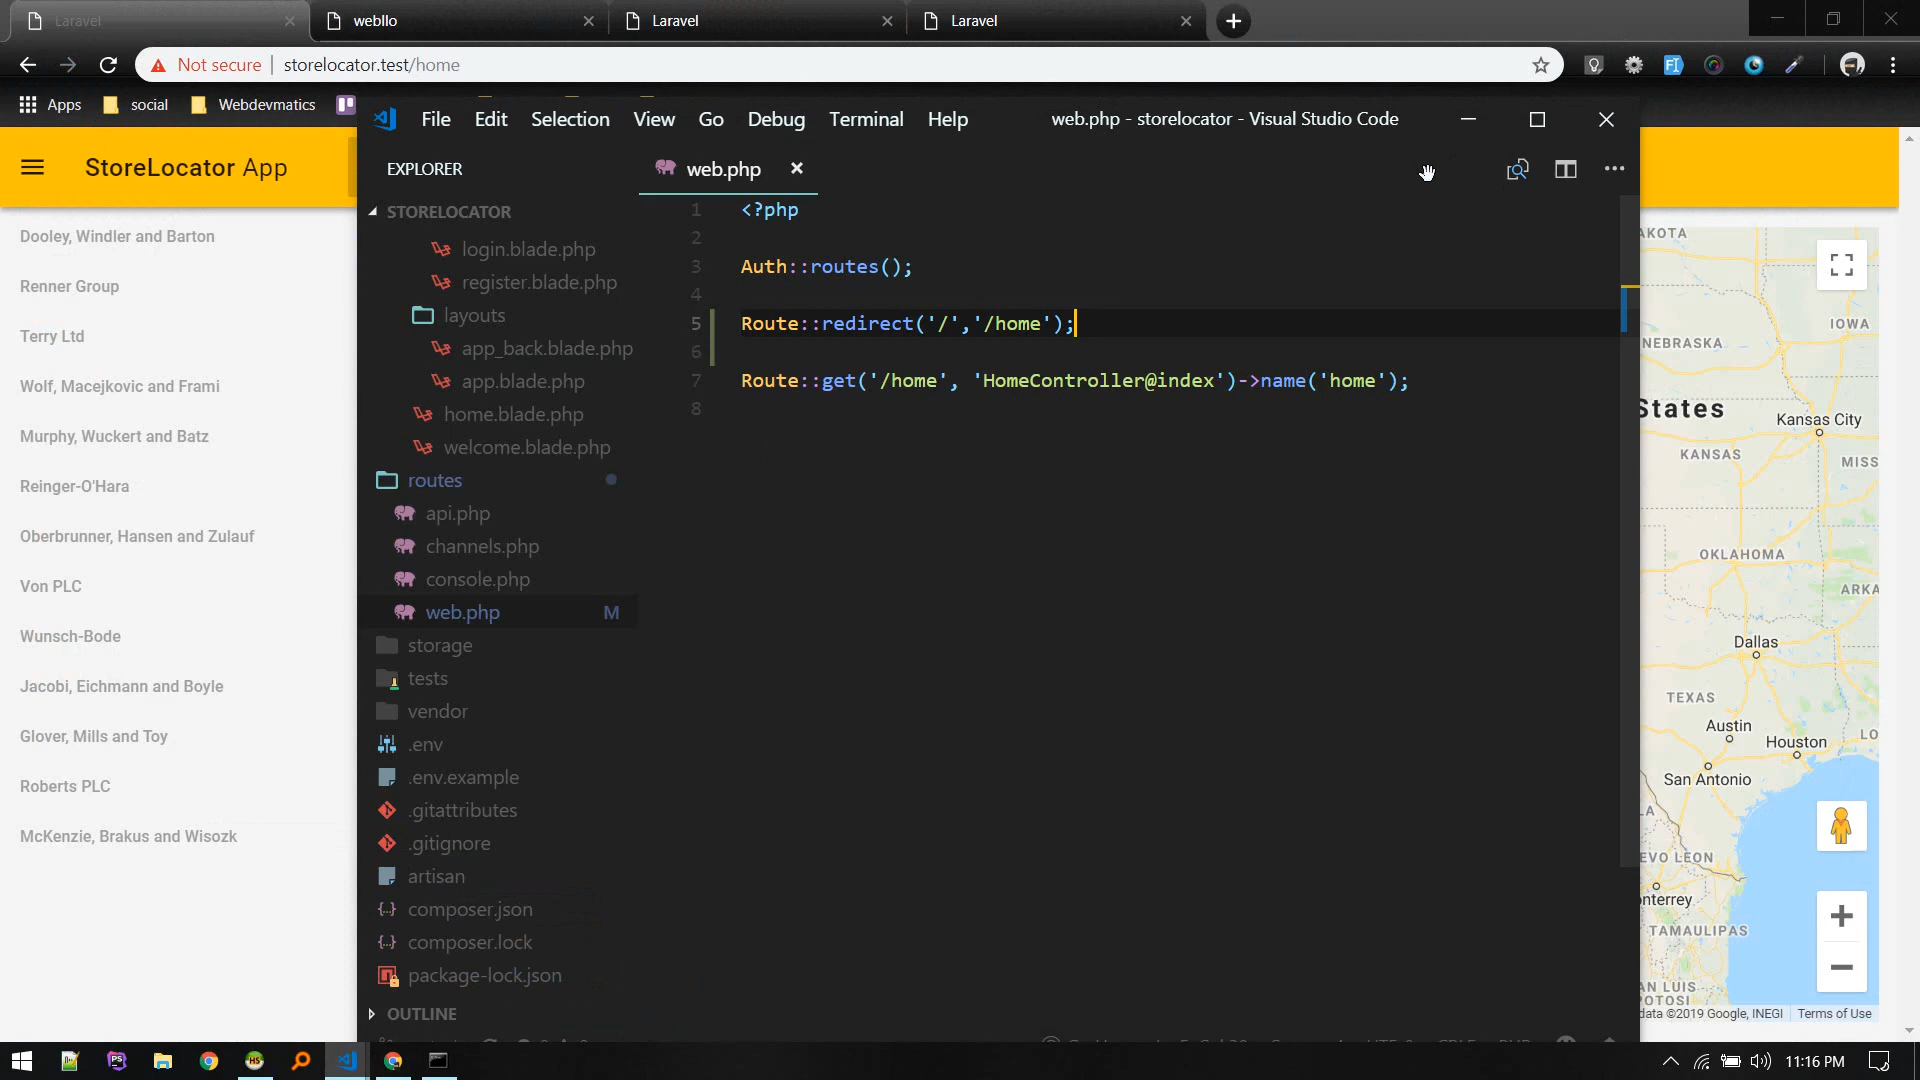 Laravel
webllo
Laravel
Laravel
Not secure
storelocator.test/home
Apps
social
Webdevmatics
File Edit Selection View Go Debug Terminal Help
web.php - storelocator - Visual Studio Code
StoreLocator App
EXPLORER
web.php
STORELOCATOR
login.blade.php
register.blade.php
layouts
app_back.blade.php
app.blade.php
home.blade.php
welcome.blade.php
routes
api.php
channels.php
console.php
web.php M
storage
tests
vendor
.env
.env.example
.gitattributes
.gitignore
artisan
composer.json
composer.lock
package-lock.json
OUTLINE
1 <?php
2
3 Auth::routes();
4
5 Route::redirect('/','/home');
6
7 Route::get('/home', 'HomeController@index')->name('home');
8
Dooley, Windler and Barton
Renner Group
Terry Ltd
Wolf, Macejkovic and Frami
Murphy, Wuckert and Batz
Reinger-O'Hara
Oberbrunner, Hansen and Zulauf
Von PLC
Wunsch-Bode
Jacobi, Eichmann and Boyle
Glover, Mills and Toy
Roberts PLC
McKenzie, Brakus and Wisozk
AKOTA
IOWA
NEBRASKA
States
Kansas City
KANSAS
MISS
OKLAHOMA
ARKA
Dallas
TEXAS
Austin
LO
Houston
San Antonio
LA
EVO LEON
onterrey
TAMAULIPAS
AN LUIS
POTOSI
data ©2019 Google, INEGI
Terms of Use
11:16 PM